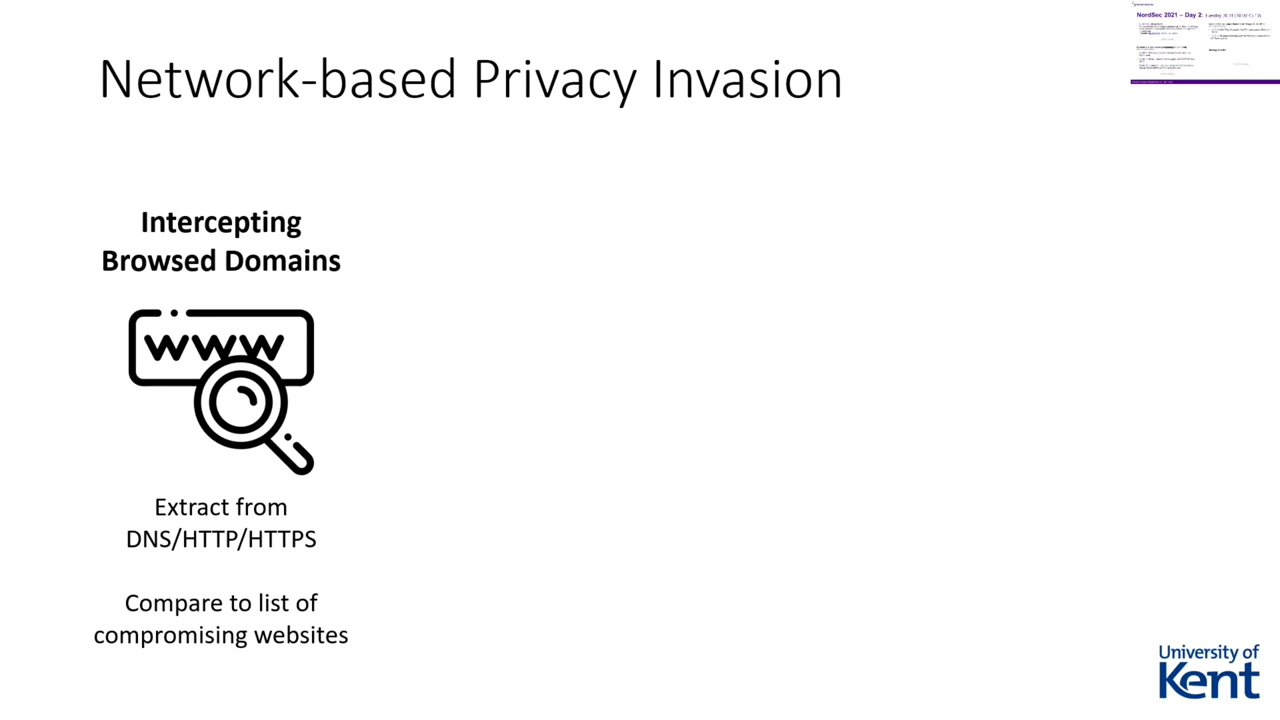 Network-based Privacy Invasion
NordSec 2021 – Day 2:
Intercepting
Browsed Domains
www
Extract from
DNS/HTTP/HTTPS
Compare to list of
compromising websites
University of
Kent